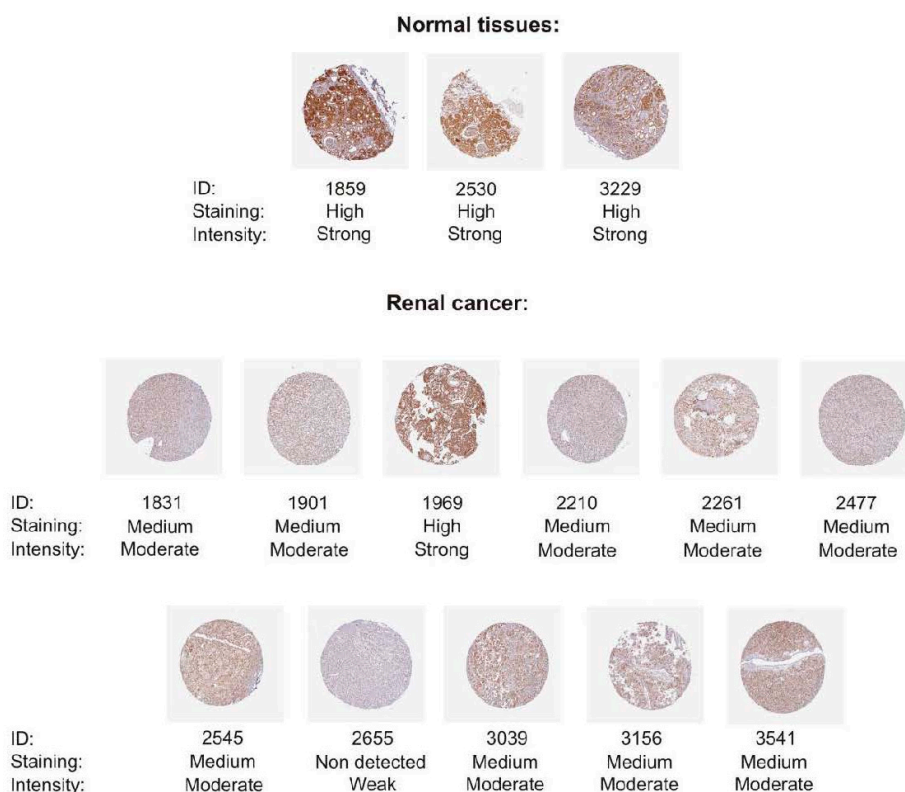 Normal tissues:
ID: 1859 2530 3229
Staining: High High High
Intensity: Strong Strong Strong
Renal cancer:
ID: 1831 1901 1969 2210 2261 2477
Staining: Medium Medium High Medium Medium Medium
Intensity: Moderate Moderate Strong Moderate Moderate Moderate
ID: 2545 2655 3039 3156 3541
Staining: Medium Non detected Medium Medium Medium
Intensity: Moderate Weak Moderate Moderate Moderate